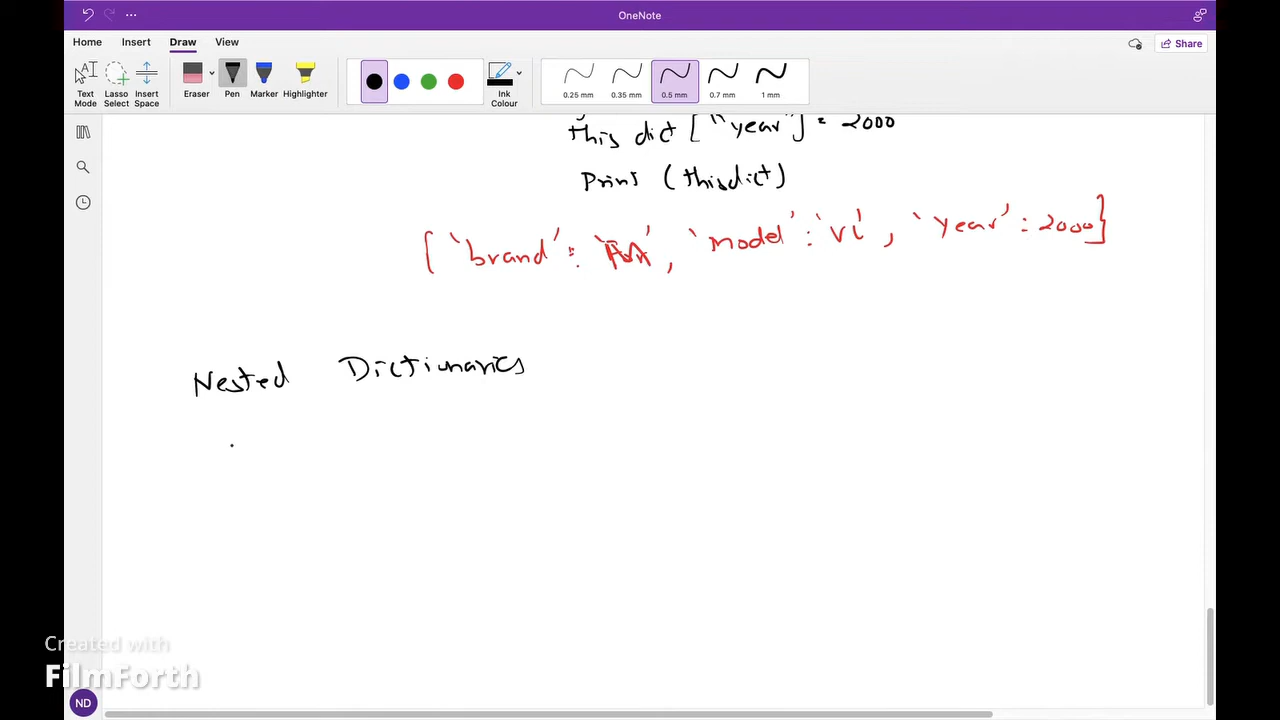 OneNote
Home Insert Draw View
Share
Text Mode Lasso Select Insert Space Eraser Pen Marker Highlighter Ink Colour 0.25 mm 0.35 mm 0.5 mm 0.7 mm 1 mm
this dict ["year"] = 2000
Print (thisdict)
{ 'brand' : , 'model' : 'VL' , 'year' : 2000}
Nested Dictionaries
Created with
FilmForth
ND